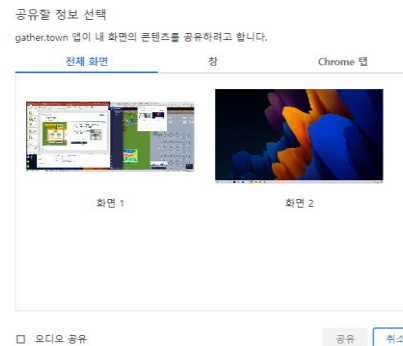 공유할 정보 선택
gather.town 앱이 내 화면의 콘텐츠를 공유하려고 합니다.
전체 화면 창 Chrome 탭
화면 1 화면 2
오디오 공유 공유 취소